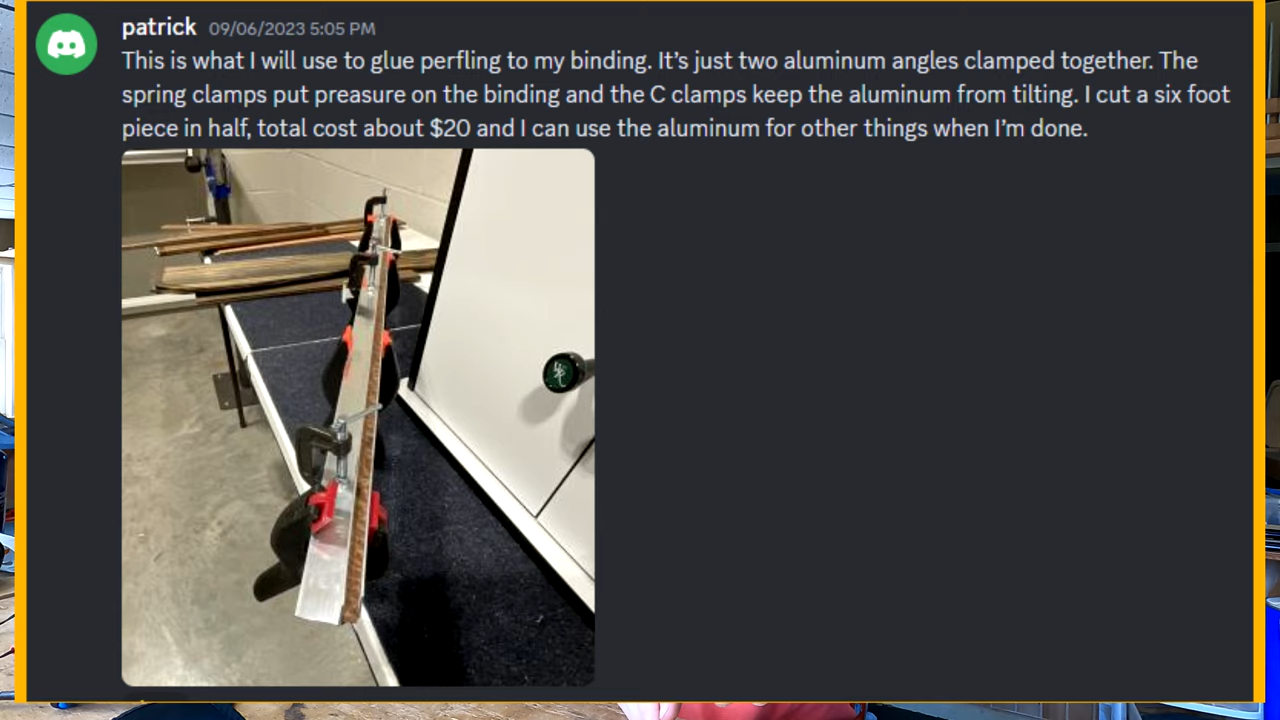 patrick 09/06/2023 5:05 PM
This is what I will use to glue perfling to my binding. It’s just two aluminum angles clamped together. The
spring clamps put preasure on the binding and the C clamps keep the aluminum from tilting. I cut a six foot
piece in half, total cost about $20 and I can use the aluminum for other things when I’m done.